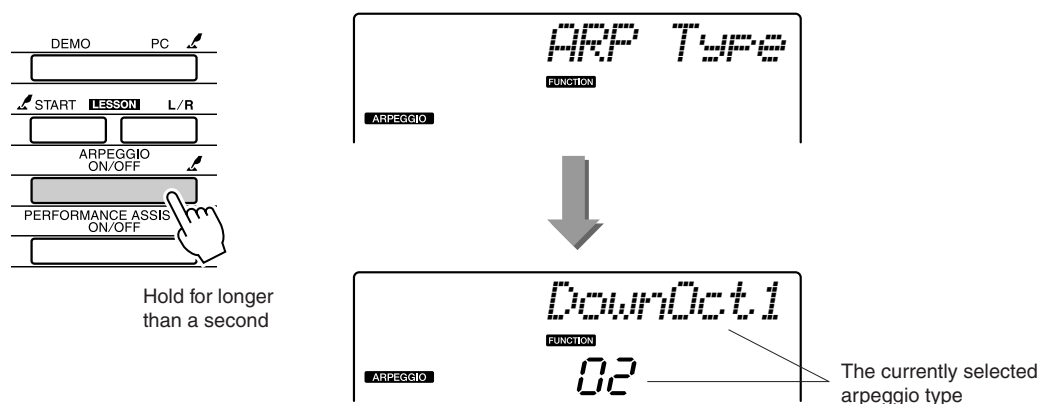 DEMO PC
START LESSON L/R
ARPEGGIO
ON/OFF
PERFORMANCE ASSIS
ON/OFF
Hold for longer
than a second
ARP Type
FUNCTION
ARPEGGIO
DownOct1
FUNCTION
ARPEGGIO 02
The currently selected
arpeggio type